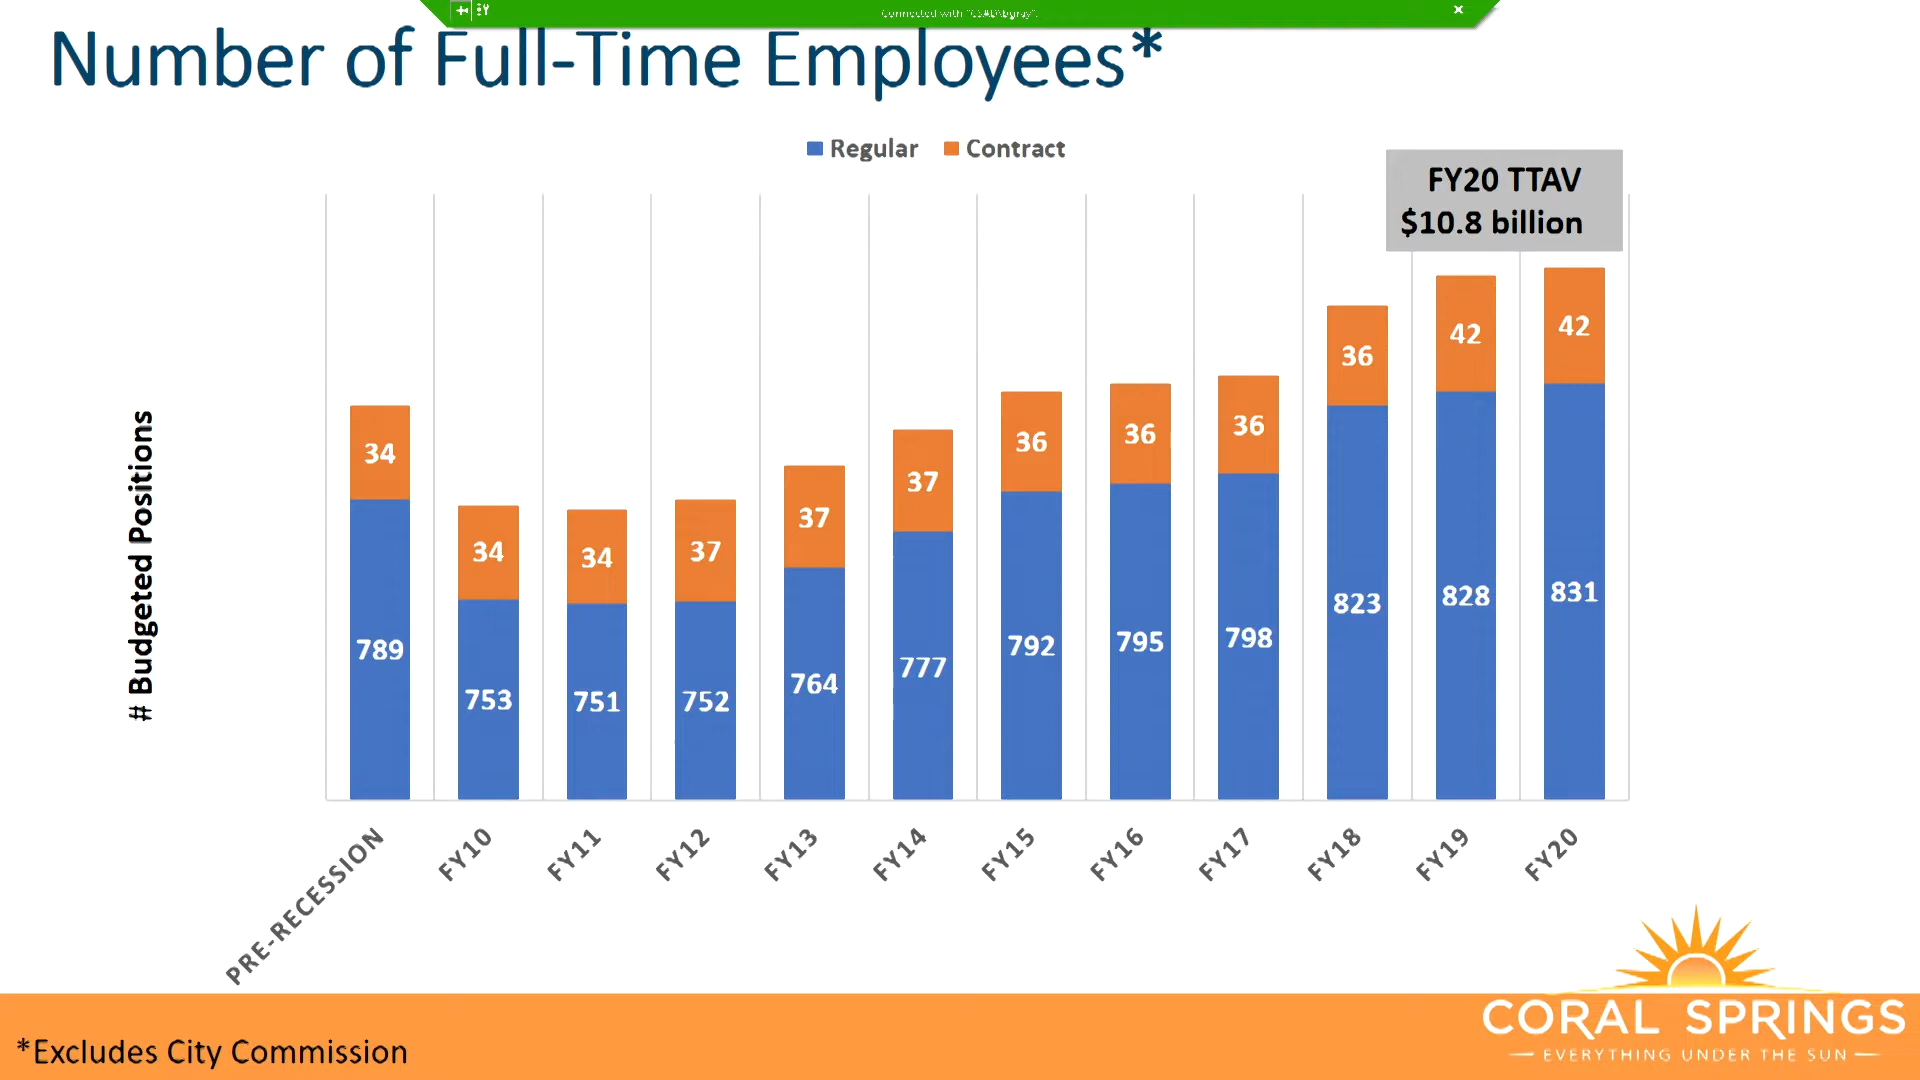 Number of Full-Time Employees*
Regular Contract
FY20 TTAV
$10.8 billion
# Budgeted Positions
34 34 34 37 37 37 36 36 36 36 42 42
789 753 751 752 764 777 792 795 798 823 828 831
PRE-RECESSION FY10 FY11 FY12 FY13 FY14 FY15 FY16 FY17 FY18 FY19 FY20
CORAL SPRINGS
EVERYTHING UNDER THE SUN
*Excludes City Commission